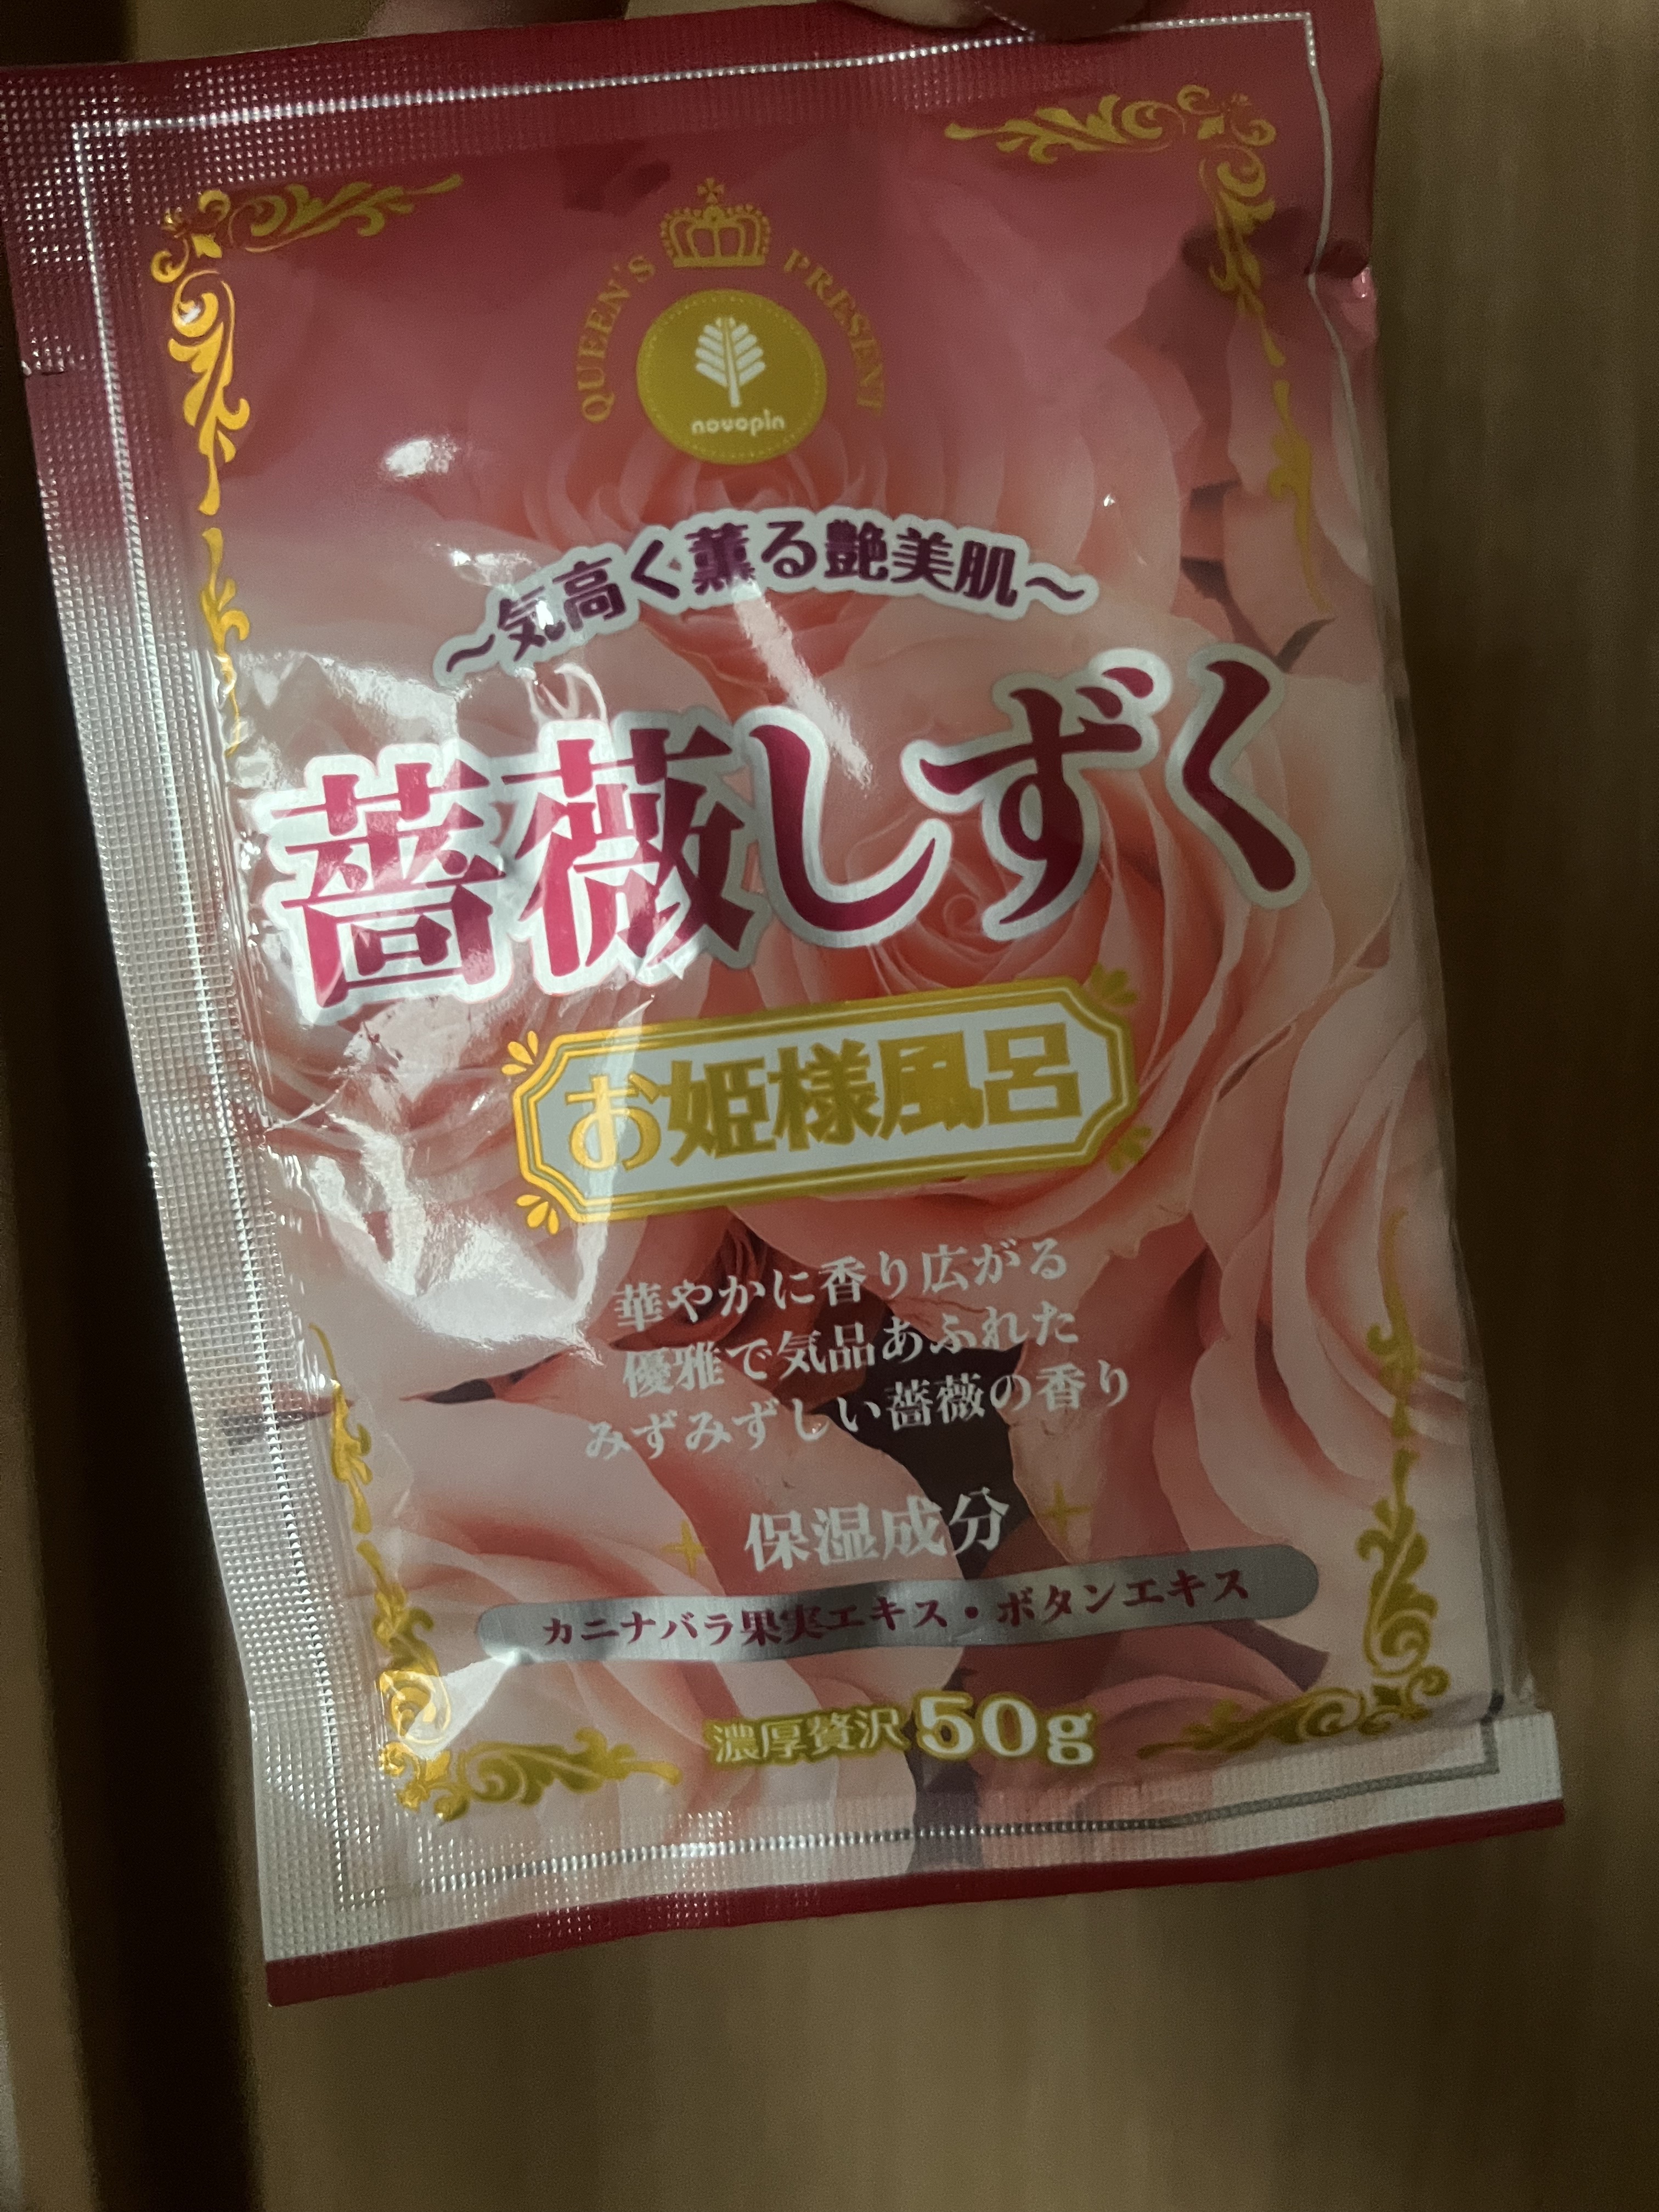 QUEEN'S PRESENT
novopin
～気高く薫る艶美肌～
薔薇しずく
お姫様風呂
華やかに香り広がる
優雅で気品あふれた
みずみずしい薔薇の香り
保湿成分
カニナバラ果実エキス・ボタンエキス
濃厚贅沢50g